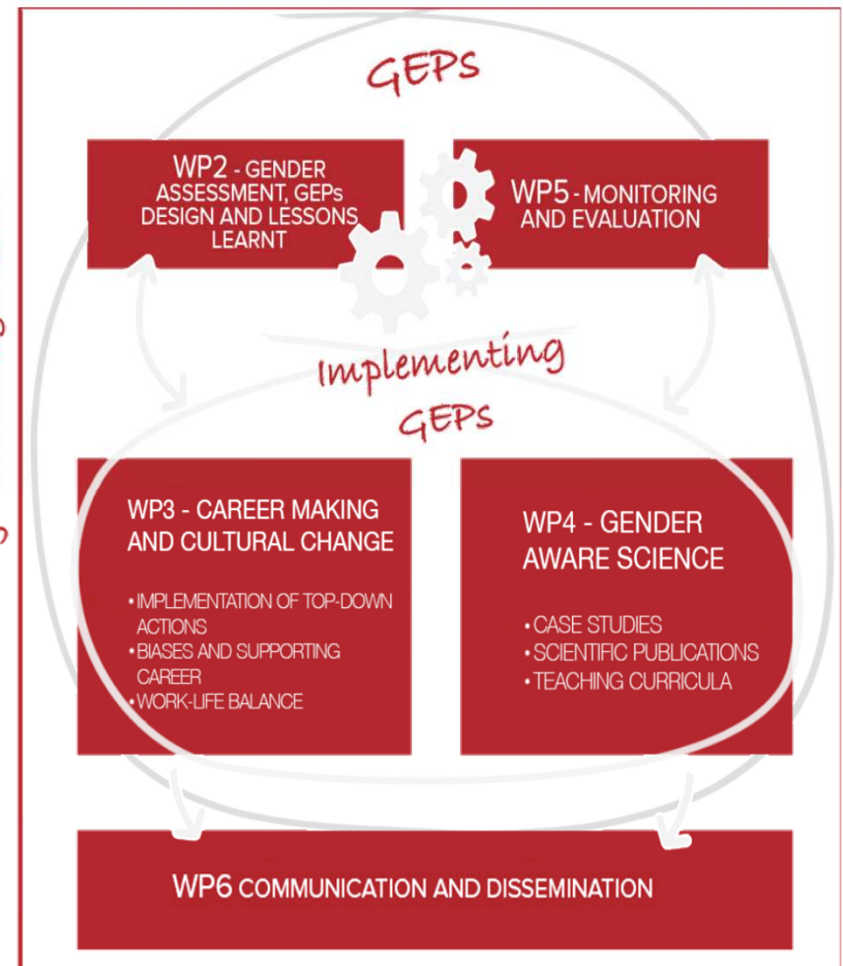 GEPS
WP2 - GENDER
ASSESSMENT, GEPs
DESIGN AND LESSONS
LEARNT
WP5 - MONITORING
AND EVALUATION
Implementing
GEPS
WP3 - CAREER MAKING
AND CULTURAL CHANGE
• IMPLEMENTATION OF TOP-DOWN
ACTIONS
• BIASES AND SUPPORTING
CAREER
• WORK-LIFE BALANCE
WP4 - GENDER
AWARE SCIENCE
• CASE STUDIES
• SCIENTIFIC PUBLICATIONS
• TEACHING CURRICULA
WP6 COMMUNICATION AND DISSEMINATION